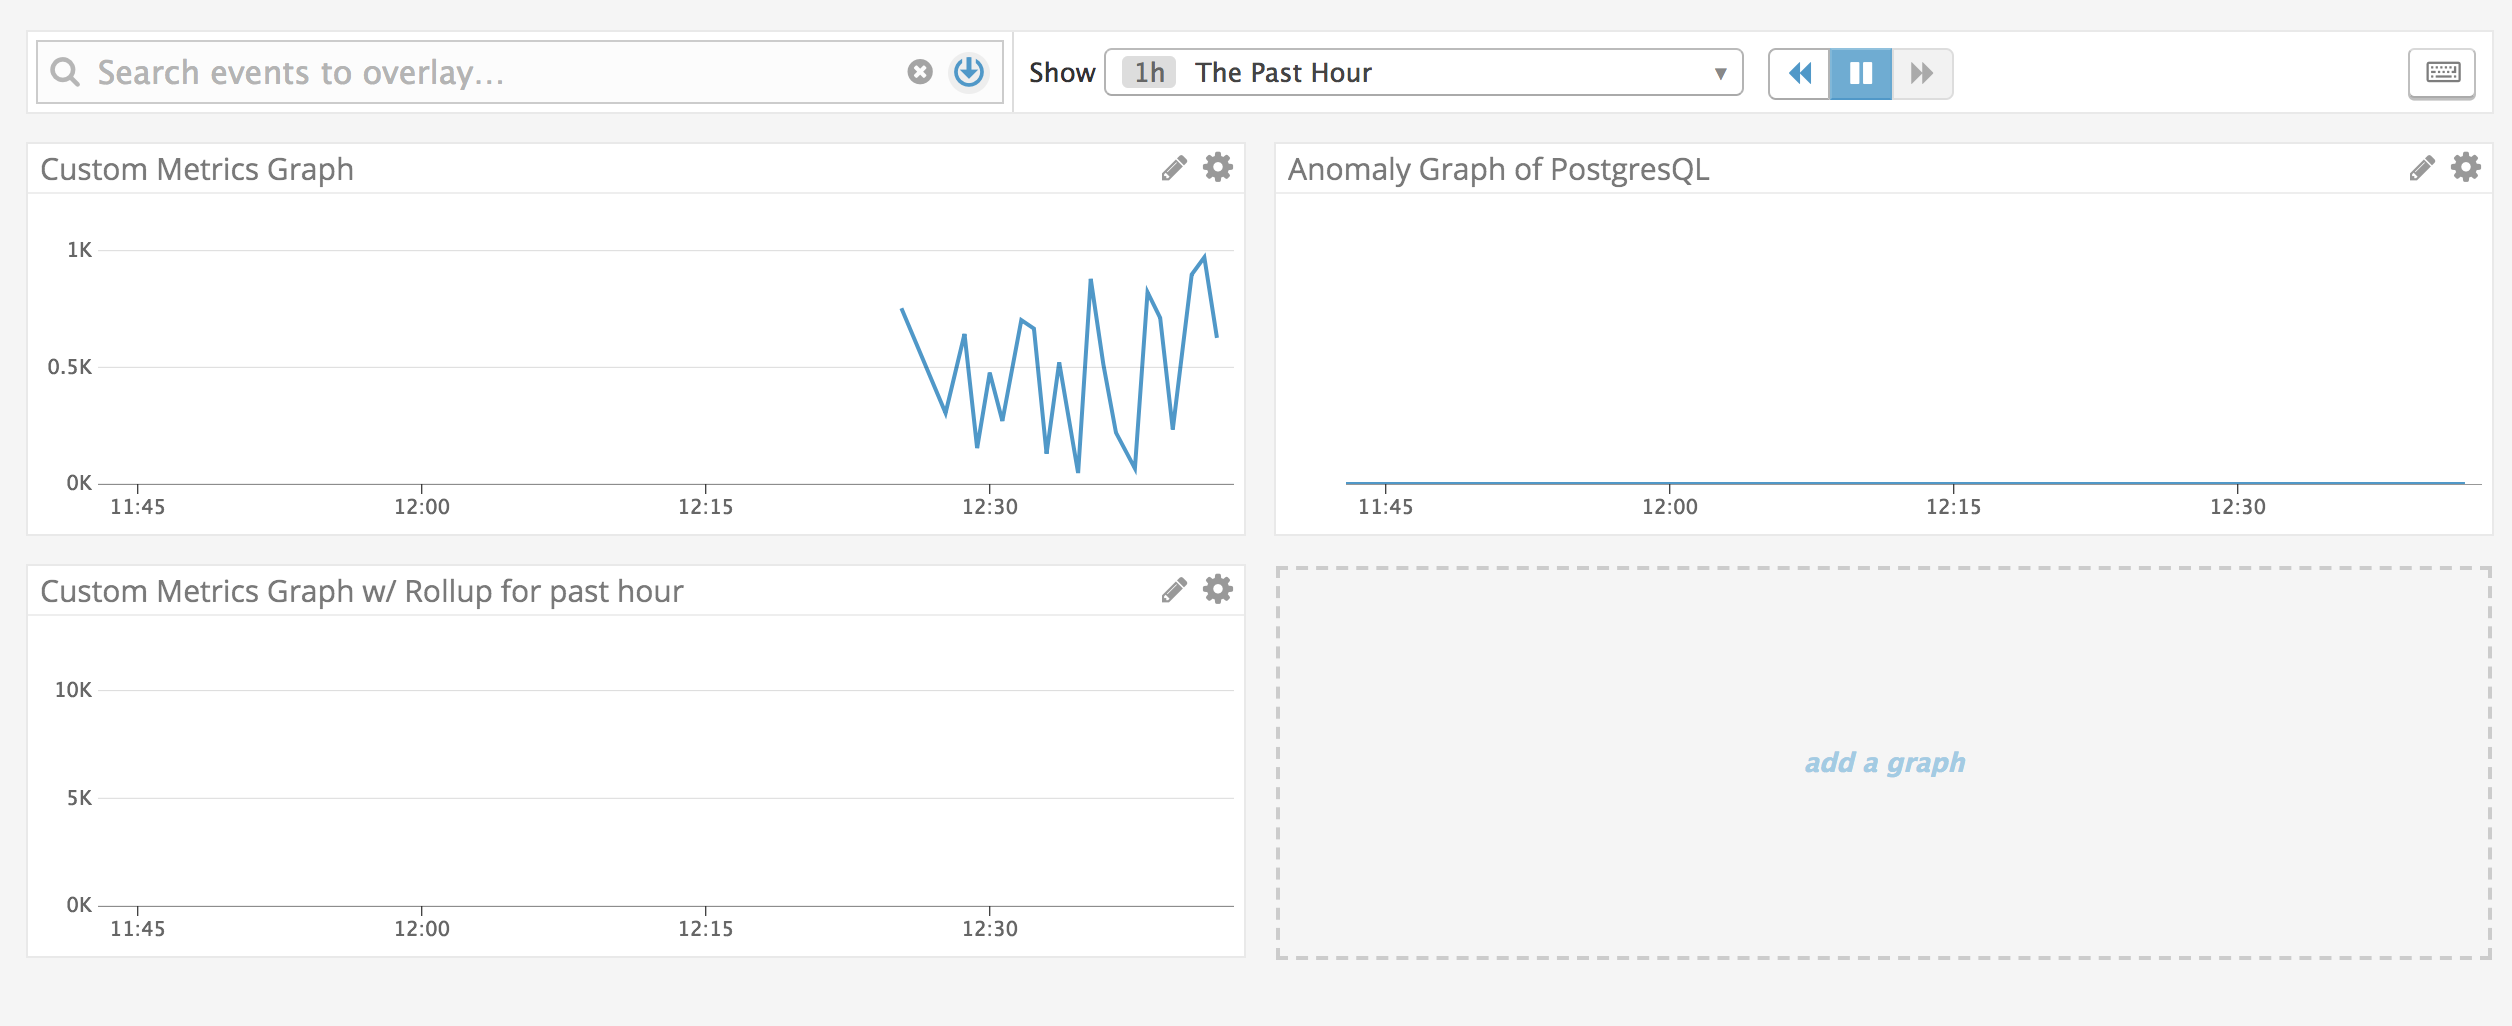 Search events to overlay...
Show 1h The Past Hour
Custom Metrics Graph
1K
0.5K
0K
11:45 12:00 12:15 12:30
Anomaly Graph of PostgresQL
11:45 12:00 12:15 12:30
Custom Metrics Graph w/ Rollup for past hour
10K
5K
0K
11:45 12:00 12:15 12:30
add a graph